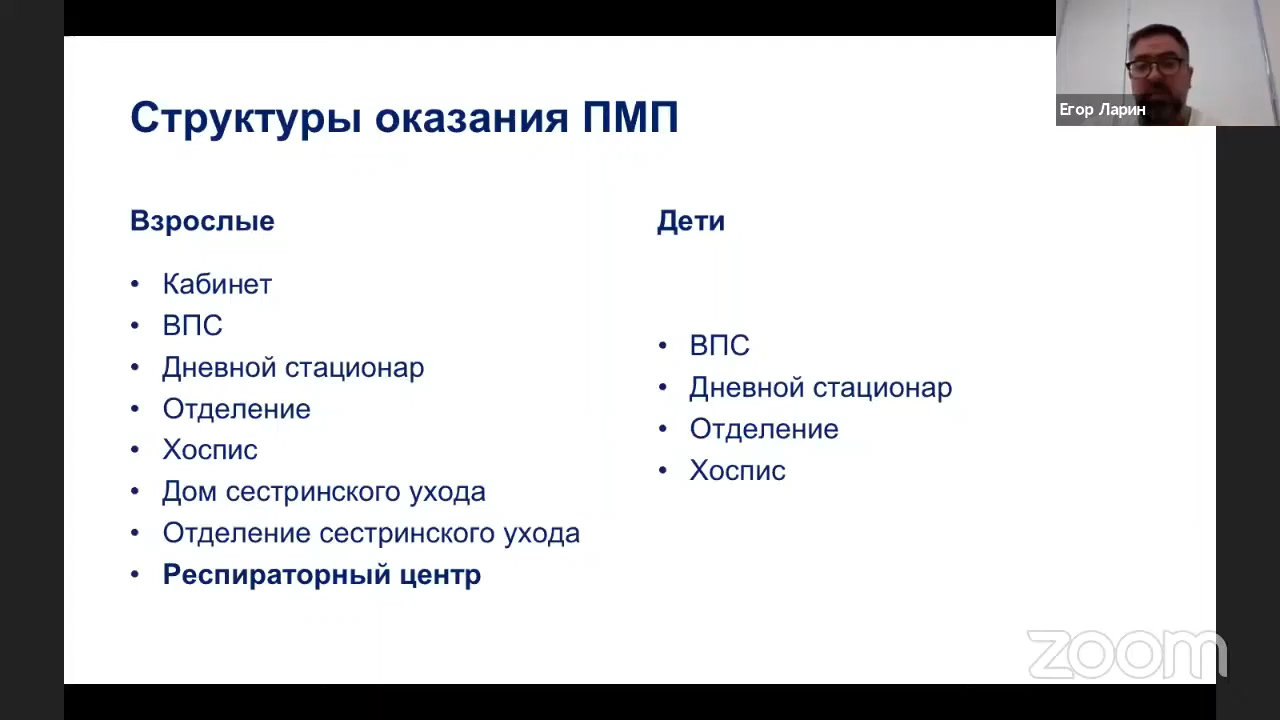 Структуры оказания ПМП
Егор Ларин
Взрослые
• Кабинет
• ВПС
• Дневной стационар
• Отделение
• Хоспис
• Дом сестринского ухода
• Отделение сестринского ухода
• Респираторный центр
Дети
• ВПС
• Дневной стационар
• Отделение
• Хоспис
zoom